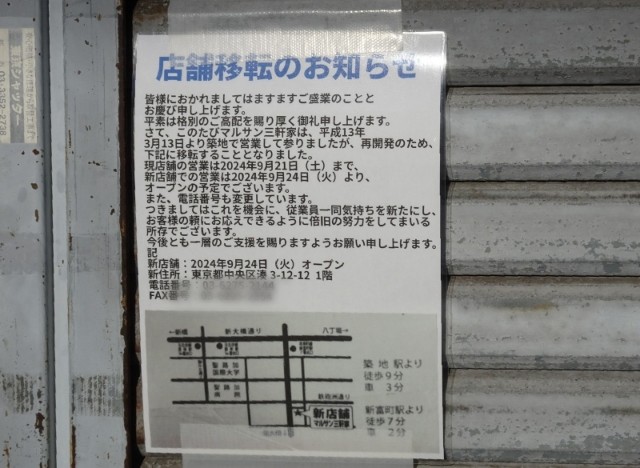 店舗移転のお知らせ
皆様におかれましてはますますご盛業のことと
お慶び申し上げます。
平素は格別のご高配を賜り厚く御礼申し上げます。
さて、このたびマルサン三軒家は、平成13年
3月13日より築地で営業して参りましたが、再開発のため、
下記に移転することとなりました。
現店舗の営業は2024年9月21日（土）まで、
新店舗での営業は2024年9月24日（火）より、
オープンの予定でございます。
また、電話番号も変更しています。
つきましてはこれを機会に、従業員一同気持ちを新たにし、
お客様の頼にお応えできるように倍旧の努力をしてまいる
所存でございます。
今後とも一層のご支援を賜りますようお願い申し上げます。
記
新店舗：2024年9月24日（火）オープン
新住所：東京都中央区湊 3-12-12 1階
電話番号
FAX番
←新橋
新大橋通り
八丁堀→
聖路加
国際大学
聖路加
病院
新店舗
マルサン三軒家
築地駅より
徒歩9分
車 3分
新富町駅より
徒歩7分
車 2分